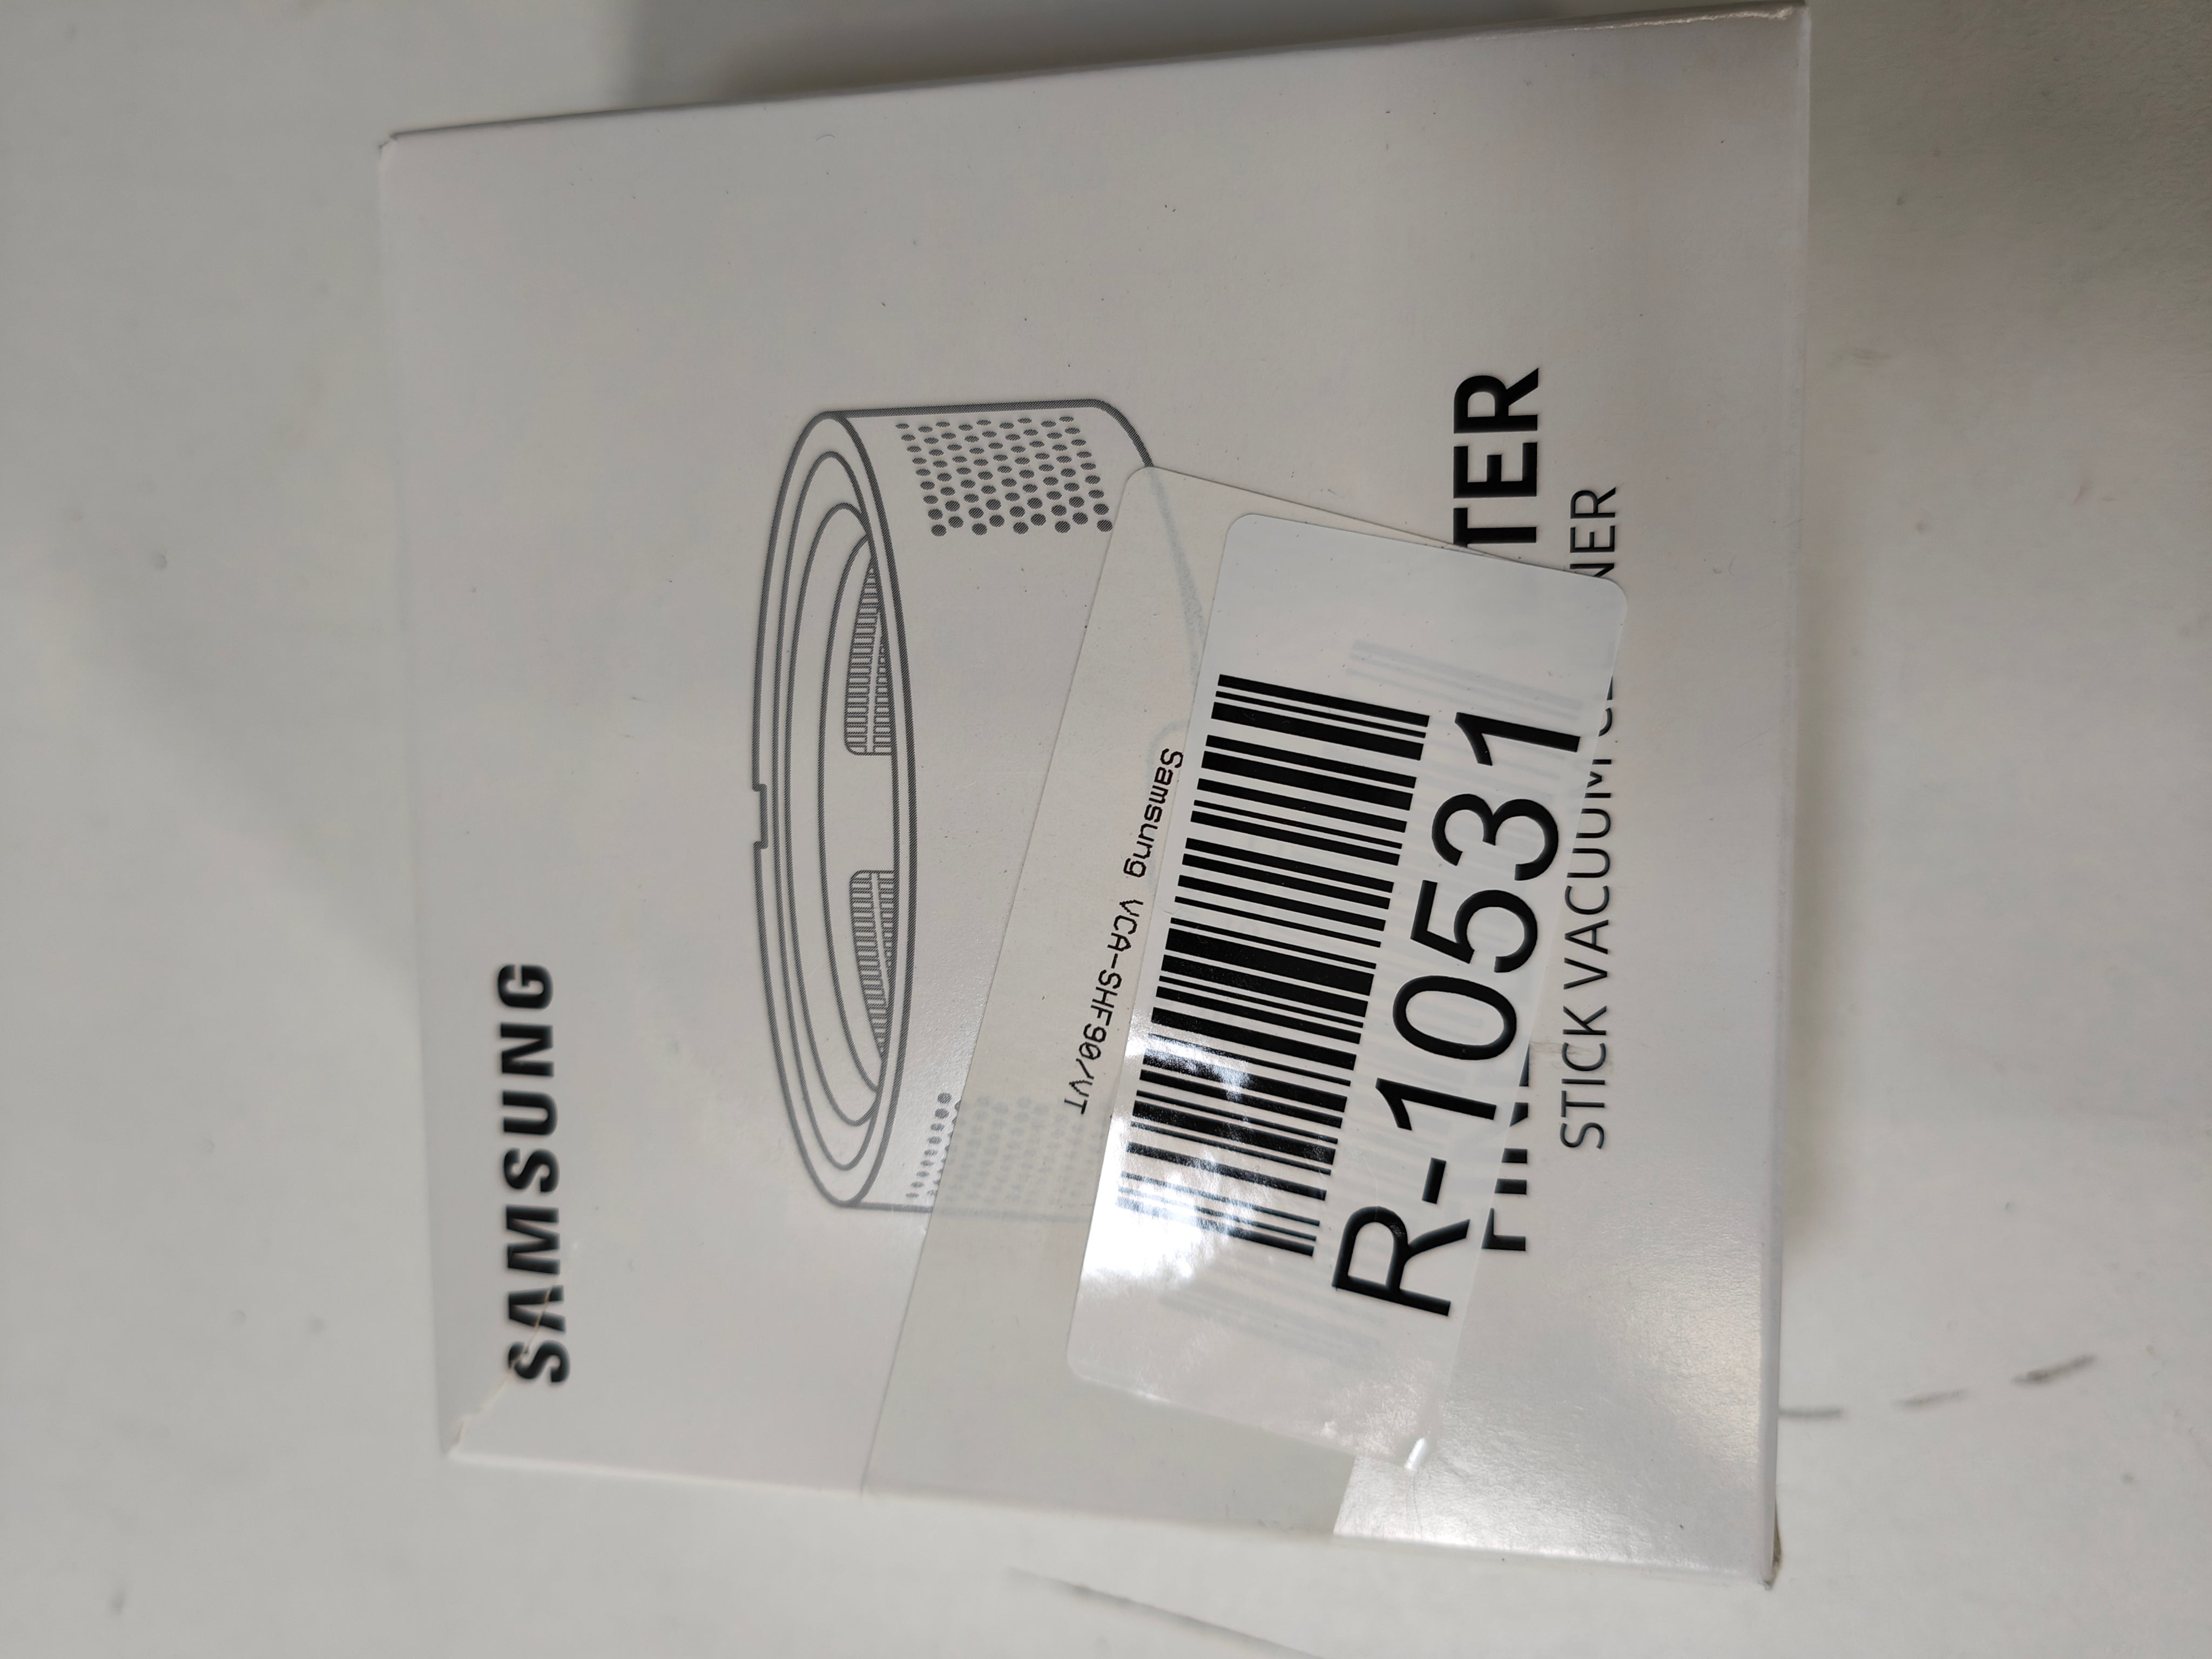 SAMSUNG
Samsung VCA-SHF90/VT
R-10531
TER
STICK VACUUM
NER